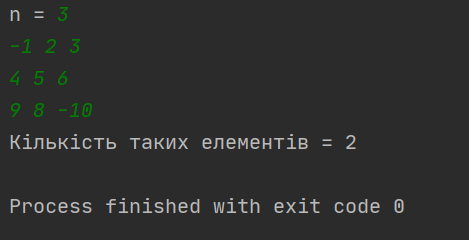 n = 3
-1 2 3
4 5 6
9 8 -10
Кількість таких елементів = 2
Process finished with exit code 0